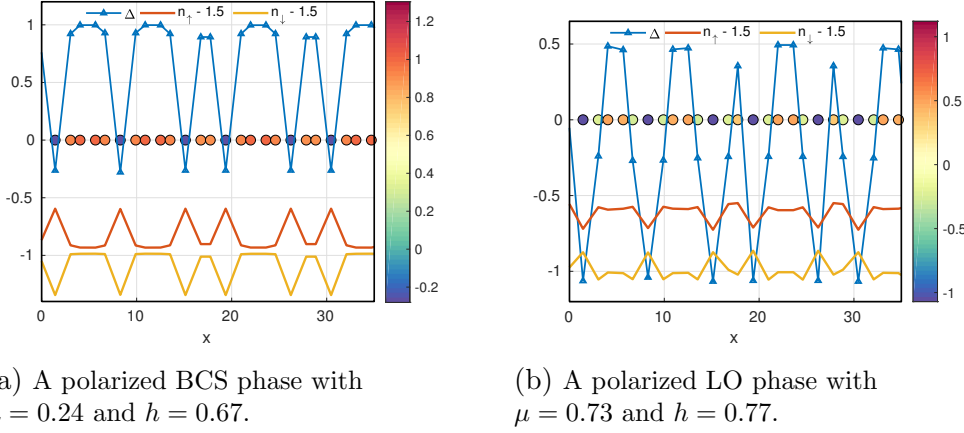 Δ n↑ - 1.5 n↓ - 1.5
1
0.5
0
-0.5
-1
0 10 20 30
x
1.2
1
0.8
0.6
0.4
0.2
0
-0.2
Δ n↑ - 1.5 n↓ - 1.5
0.5
0
-0.5
-1
0 10 20 30
x
1
0.5
0
-0.5
-1
) A polarized BCS phase with
= 0.24 and h = 0.67.
(b) A polarized LO phase with
μ = 0.73 and h = 0.77.